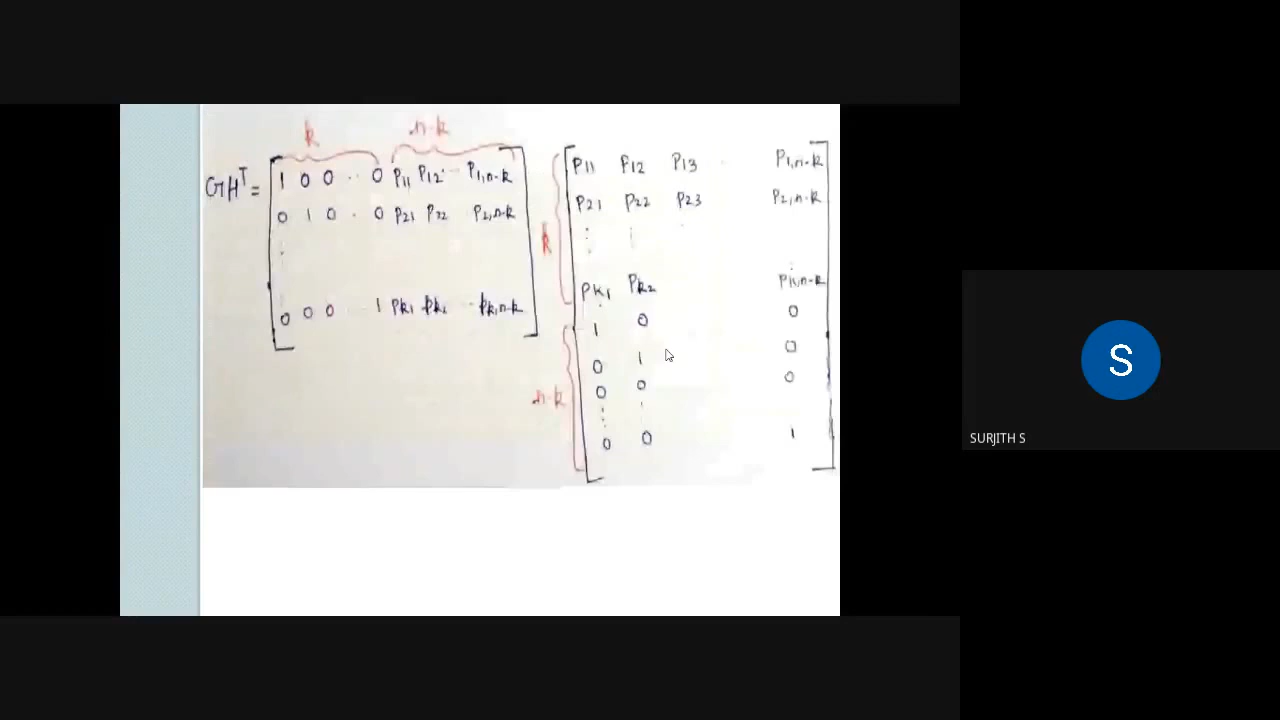 k n-k
GHᵀ = 1 0 0 ·· 0 P11 P12 ·· P1,n-k
0 1 0 · 0 P21 P22 P2,n-k
:
0 0 0 ·· 1 Pk1 Pk2 ·· Pk,n-k
k
n-k
P11 P12 P13 · P1,n-k
P21 P22 P23 P2,n-k
: :
Pk1 Pk2 Pk,n-k
1 0 0
0 1 0
0 0 0
: :
0 0 1
S
SURJITH S